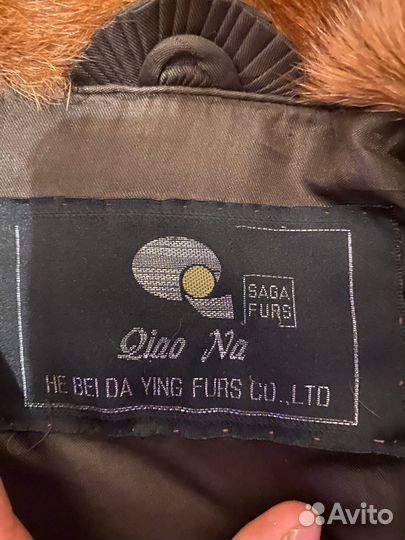 SAGA
FURS
Qiao Na
HE BEI DA YING FURS CO.,LTD
Avito